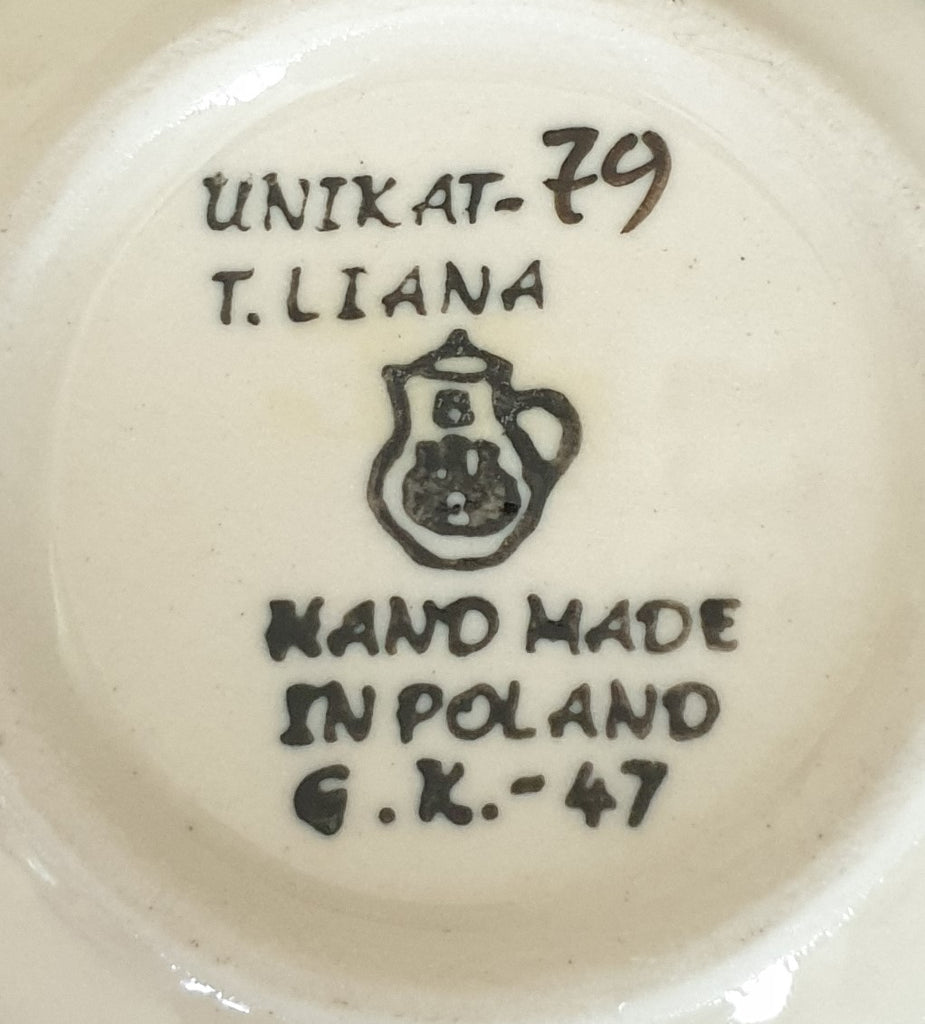 UNIKAT-79
T. LIANA
HAND MADE
IN POLAND
G.K.-47